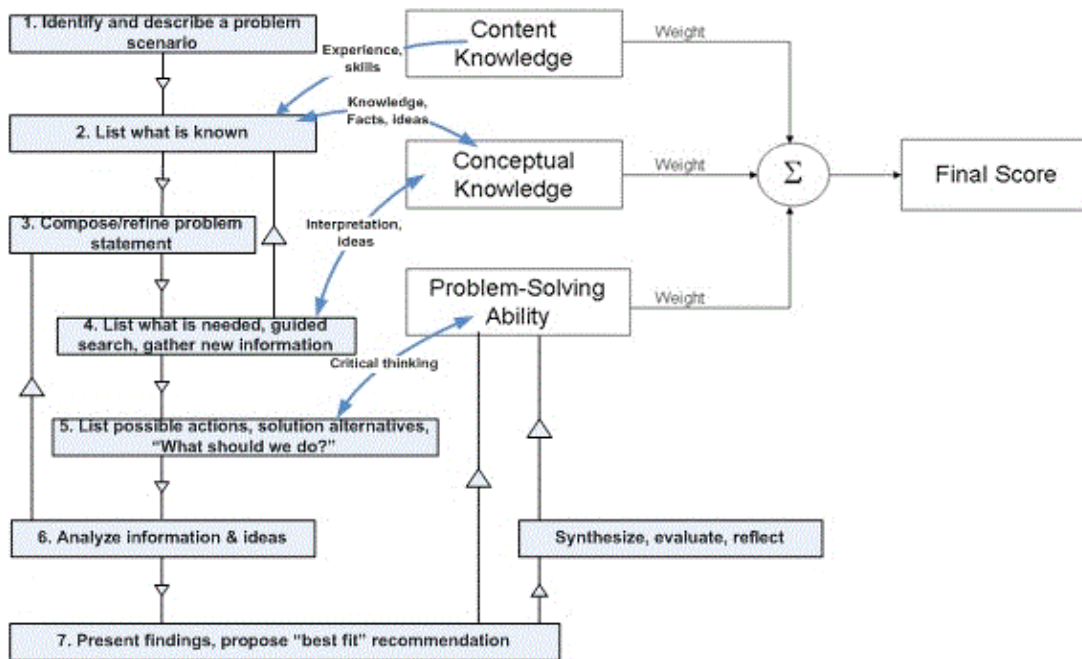 1. Identify and describe a problem
scenario
Content
Knowledge
Weight
Experience,
skills
Knowledge,
Facts, ideas
2. List what is known
Conceptual
Knowledge
Weight
Σ
Final Score
3. Compose/refine problem
statement
Interpretation,
ideas
Problem-Solving
Ability
Weight
4. List what is needed, guided
search, gather new information
Critical thinking
5. List possible actions, solution alternatives,
“What should we do?”
6. Analyze information & ideas
Synthesize, evaluate, reflect
7. Present findings, propose “best fit” recommendation